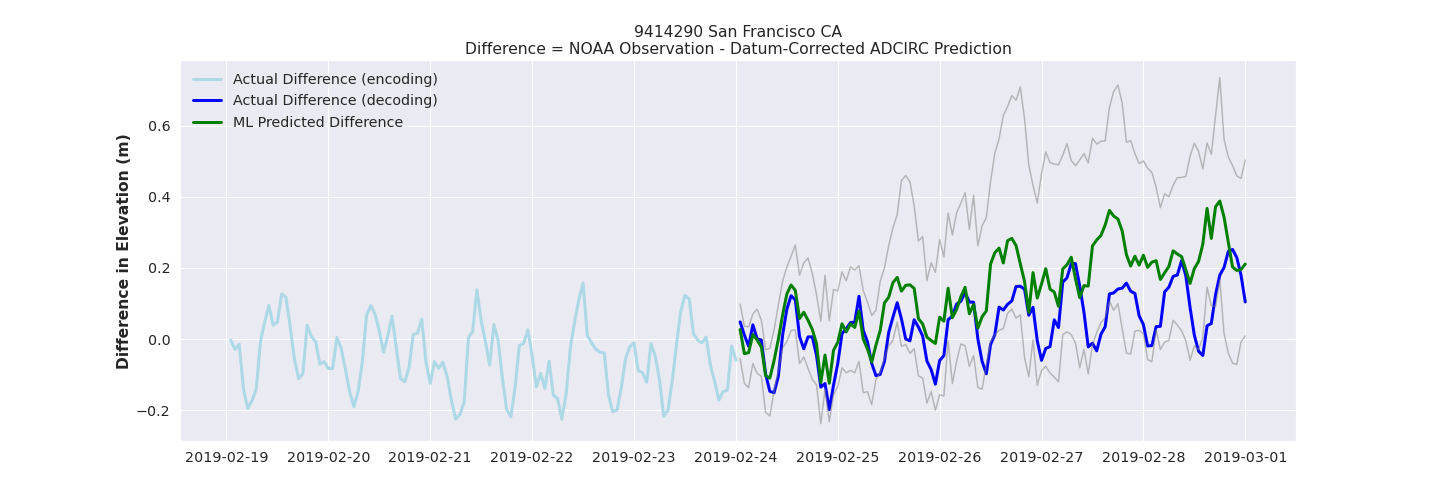 9414290 San Francisco CA
Difference = NOAA Observation - Datum-Corrected ADCIRC Prediction
Actual Difference (encoding)
Actual Difference (decoding)
ML Predicted Difference
Difference in Elevation (m)
0.6
0.4
0.2
0.0
−0.2
2019-02-19 2019-02-20 2019-02-21 2019-02-22 2019-02-23 2019-02-24 2019-02-25 2019-02-26 2019-02-27 2019-02-28 2019-03-01